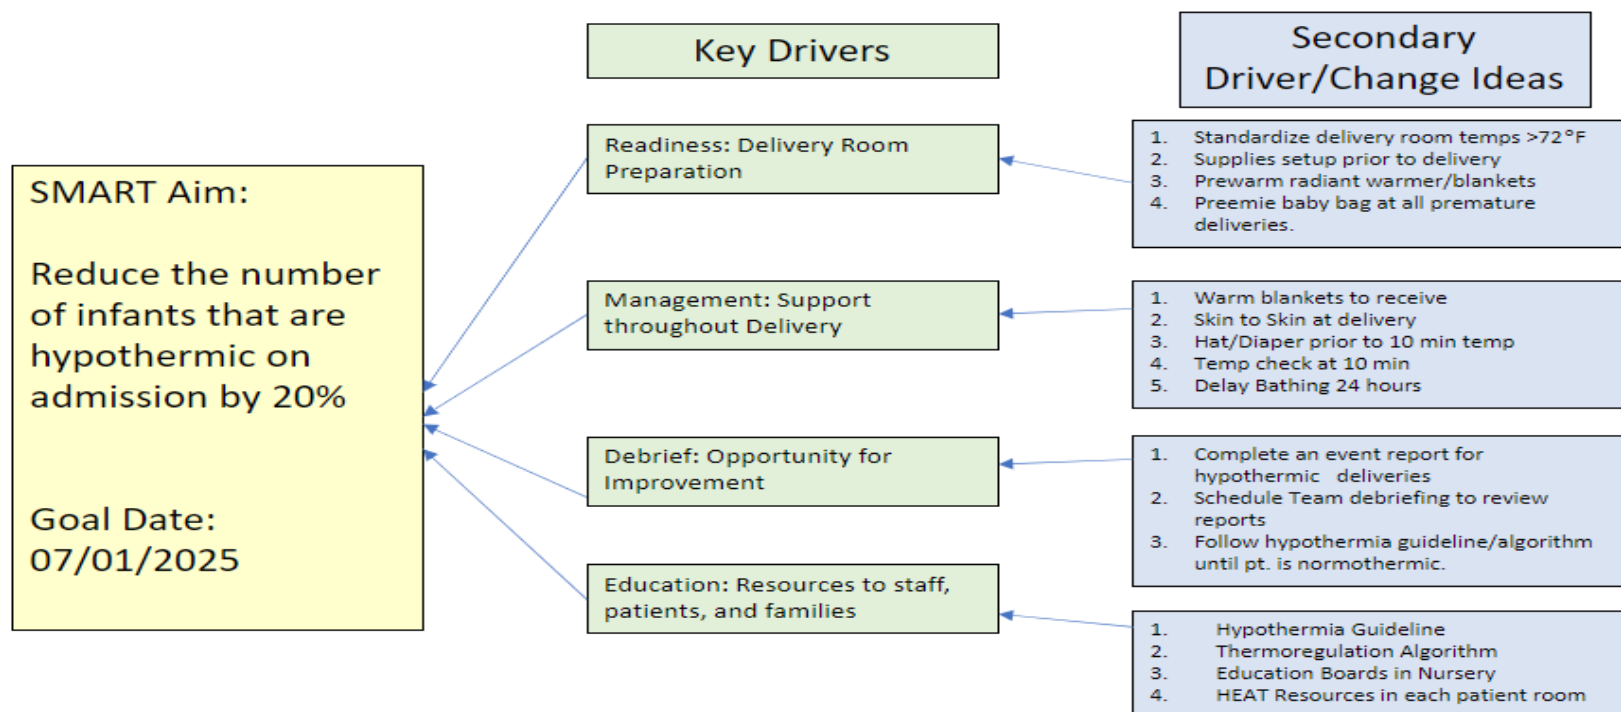 Key Drivers
Secondary
Driver/Change Ideas
SMART Aim:
Reduce the number
of infants that are
hypothermic on
admission by 20%
Goal Date:
07/01/2025
Readiness: Delivery Room
Preparation
1. Standardize delivery room temps >72°F
2. Supplies setup prior to delivery
3. Prewarm radiant warmer/blankets
4. Preemie baby bag at all premature
deliveries.
Management: Support
throughout Delivery
1. Warm blankets to receive
2. Skin to Skin at delivery
3. Hat/Diaper prior to 10 min temp
4. Temp check at 10 min
5. Delay Bathing 24 hours
Debrief: Opportunity for
Improvement
1. Complete an event report for
hypothermic deliveries
2. Schedule Team debriefing to review
reports
3. Follow hypothermia guideline/algorithm
until pt. is normothermic.
Education: Resources to staff,
patients, and families
1. Hypothermia Guideline
2. Thermoregulation Algorithm
3. Education Boards in Nursery
4. HEAT Resources in each patient room